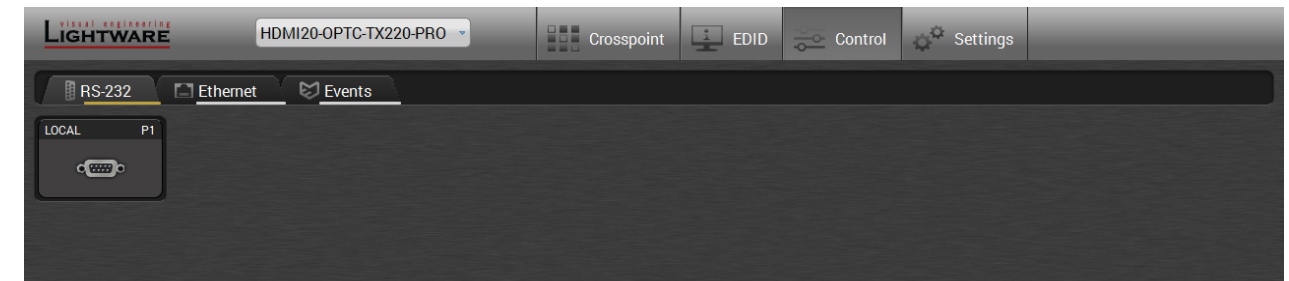 visual engineering
LIGHTWARE
HDMI20-OPTC-TX220-PRO
Crosspoint
EDID
Control
Settings
RS-232
Ethernet
Events
LOCAL P1